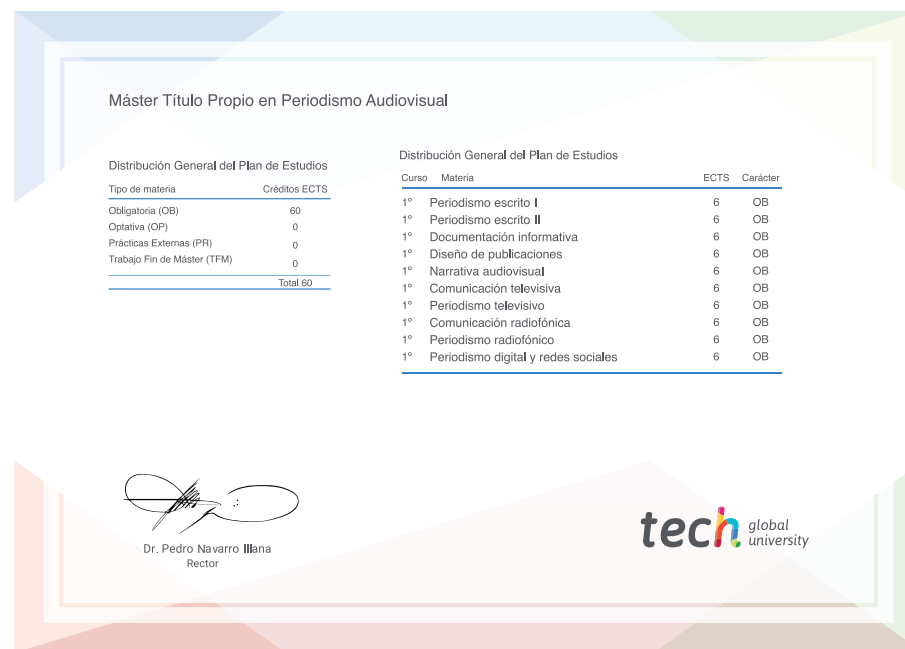 Máster Título Propio en Periodismo Audiovisual
Distribución General del Plan de Estudios
Tipo de materia Créditos ECTS
Obligatoria (OB) 60
Optativa (OP) 0
Prácticas Externas (PR) 0
Trabajo Fin de Máster (TFM) 0
Total 60
Distribución General del Plan de Estudios
Curso Materia ECTS Carácter
1º Periodismo escrito I 6 OB
1º Periodismo escrito II 6 OB
1º Documentación informativa 6 OB
1º Diseño de publicaciones 6 OB
1º Narrativa audiovisual 6 OB
1º Comunicación televisiva 6 OB
1º Periodismo televisivo 6 OB
1º Comunicación radiofónica 6 OB
1º Periodismo radiofónico 6 OB
1º Periodismo digital y redes sociales 6 OB
Dr. Pedro Navarro Illana
Rector
tech global
university